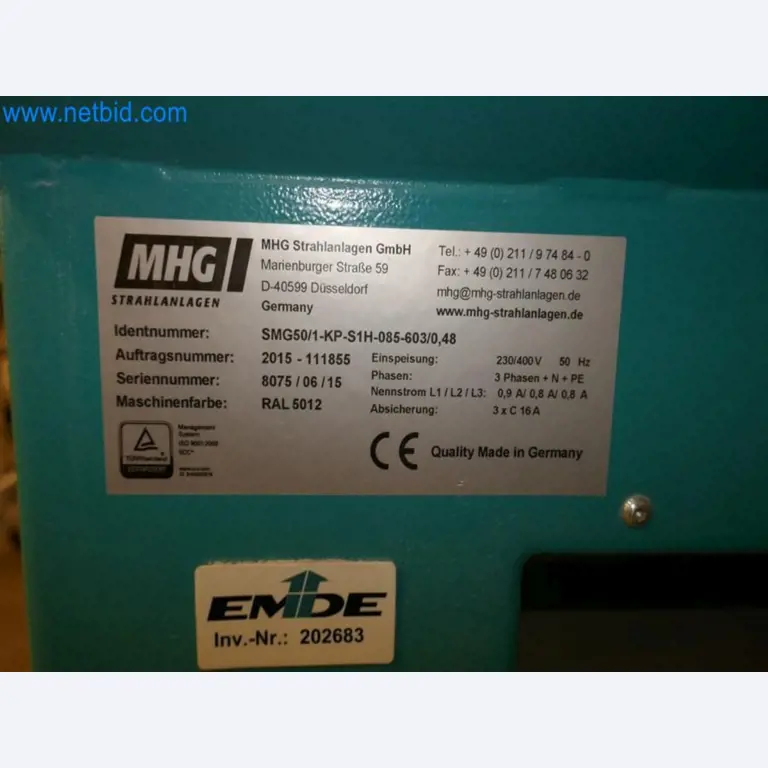 www.netbid.com
MHG
STRAHLANLAGEN
MHG Strahlanlagen GmbH
Marienburger Straße 59
D-40599 Düsseldorf
Germany
Tel.: + 49 (0) 211 / 9 74 84 - 0
Fax: + 49 (0) 211 / 7 48 06 32
mhg@mhg-strahlanlagen.de
www.mhg-strahlanlagen.de
Identnummer: SMG50/1-KP-S1H-085-603/0,48
Auftragsnummer: 2015 - 111855
Seriennummer: 8075 / 06 / 15
Maschinenfarbe: RAL 5012
Einspeisung: 230/400 V 50 Hz
Phasen: 3 Phasen + N + PE
Nennstrom L1 / L2 / L3: 0,9 A/ 0,8 A/ 0,8 A
Absicherung: 3 x C 16 A
TÜVRheinland
Management
System
CE Quality Made in Germany
EMDE
Inv.-Nr.: 202683